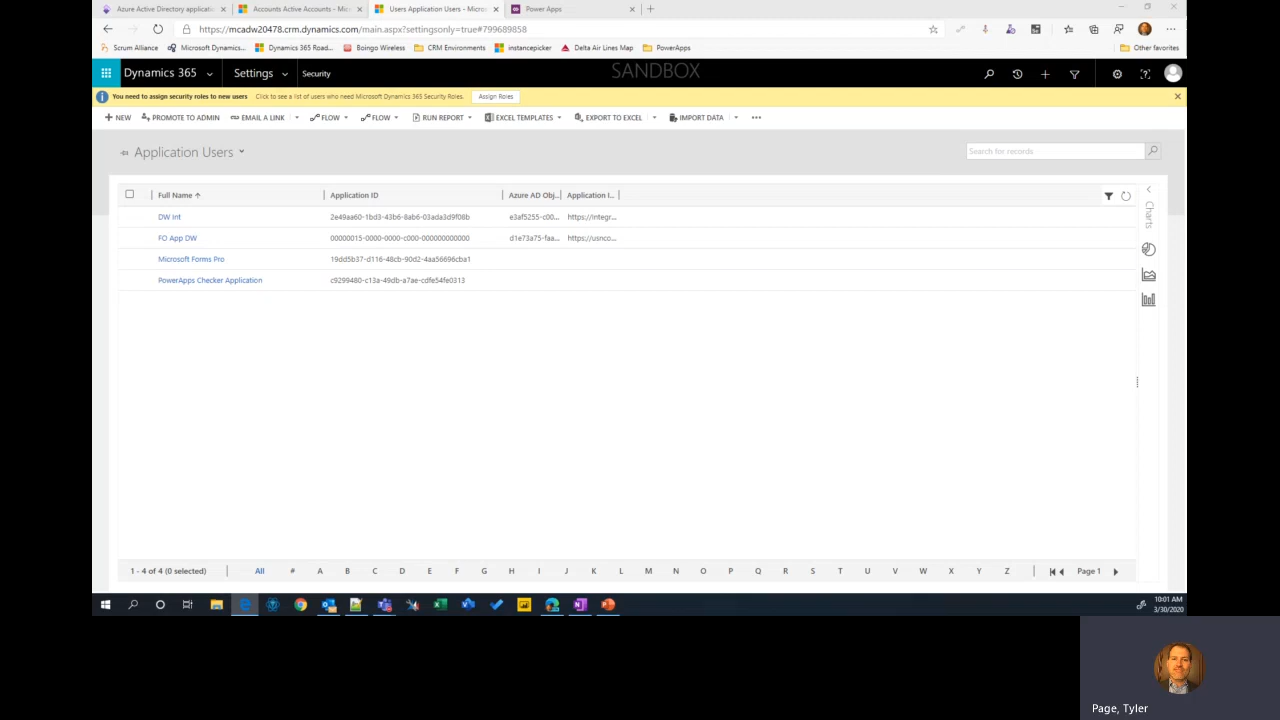 Azure Active Directory applicatio
Accounts Active Accounts - Micr
Users Application Users - Micros
Power Apps
https://mcadw20478.crm.dynamics.com/main.aspx?settingsonly=true#799689858
Scrum Alliance
Microsoft Dynamics...
Dynamics 365 Road...
Boingo Wireless
CRM Environments
instancepicker
Delta Air Lines Map
PowerApps
Other favorites
Dynamics 365
Settings
Security
SANDBOX
You need to assign security roles to new users
Click to see a list of users who need Microsoft Dynamics 365 Security Roles.
Assign Roles
NEW
PROMOTE TO ADMIN
EMAIL A LINK
FLOW
FLOW
RUN REPORT
EXCEL TEMPLATES
EXPORT TO EXCEL
IMPORT DATA
Application Users
Search for records
Full Name
Application ID
Azure AD Obj...
Application I...
DW Int
2e49aa60-1bd3-43b6-8ab6-03ada3d9f08b
e3af5255-c00...
https://integr...
FO App DW
00000015-0000-0000-c000-000000000000
d1e73a75-faa...
https://usnco...
Microsoft Forms Pro
19dd5b37-d116-48cb-90d2-4aa56696cba1
PowerApps Checker Application
c9299480-c13a-49db-a7ae-cdfe54fe0313
Charts
1 - 4 of 4 (0 selected)
All # A B C D E F G H I J K L M N O P Q R S T U V W X Y Z
Page 1
10:01 AM
3/30/2020
Page, Tyler